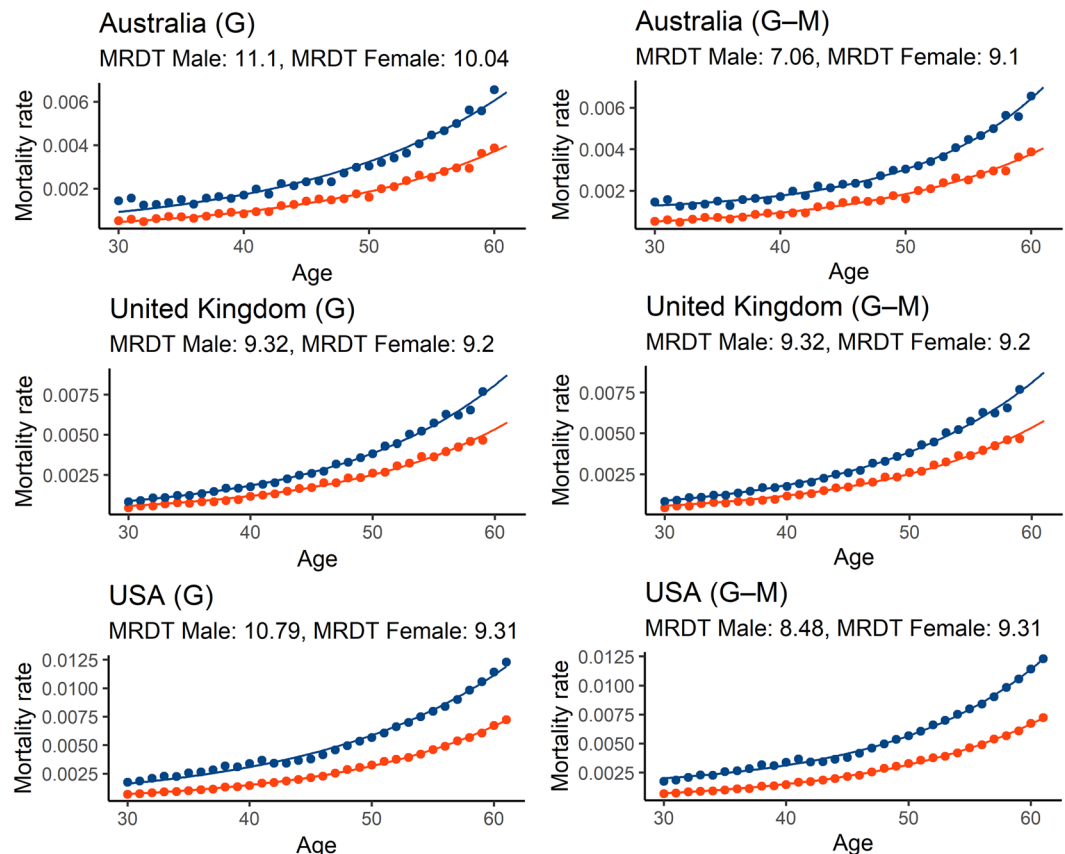 Australia (G)
MRDT Male: 11.1, MRDT Female: 10.04
Mortality rate
0.006
0.004
0.002
30 40 50 60
Age
Australia (G–M)
MRDT Male: 7.06, MRDT Female: 9.1
Mortality rate
0.006
0.004
0.002
30 40 50 60
Age
United Kingdom (G)
MRDT Male: 9.32, MRDT Female: 9.2
Mortality rate
0.0075
0.0050
0.0025
30 40 50 60
Age
United Kingdom (G–M)
MRDT Male: 9.32, MRDT Female: 9.2
Mortality rate
0.0075
0.0050
0.0025
30 40 50 60
Age
USA (G)
MRDT Male: 10.79, MRDT Female: 9.31
Mortality rate
0.0125
0.0100
0.0075
0.0050
0.0025
30 40 50 60
Age
USA (G–M)
MRDT Male: 8.48, MRDT Female: 9.31
Mortality rate
0.0125
0.0100
0.0075
0.0050
0.0025
30 40 50 60
Age